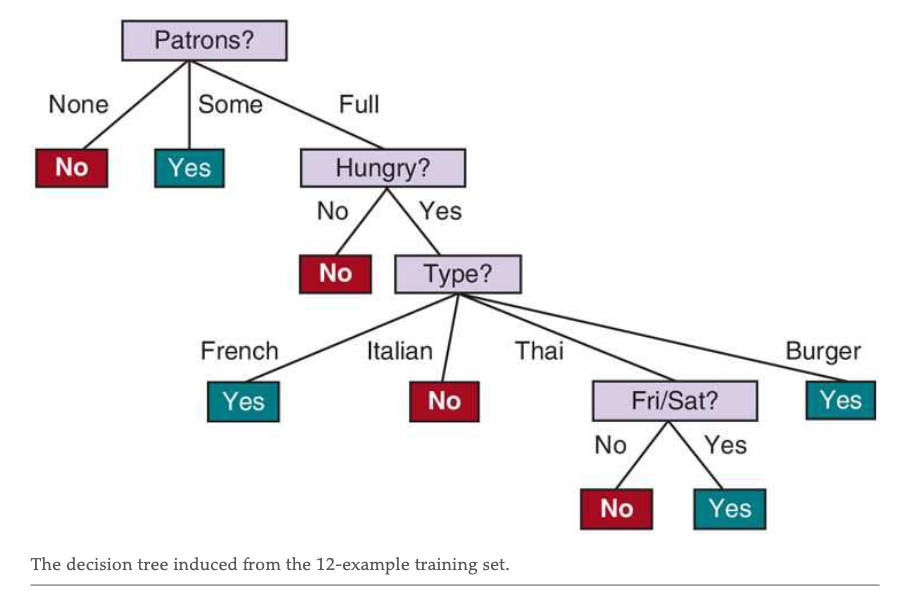 Patrons?
None Some Full
No Yes Hungry?
No Yes
No Type?
French Italian Thai Burger
Yes No Fri/Sat? Yes
No Yes
No Yes
The decision tree induced from the 12-example training set.